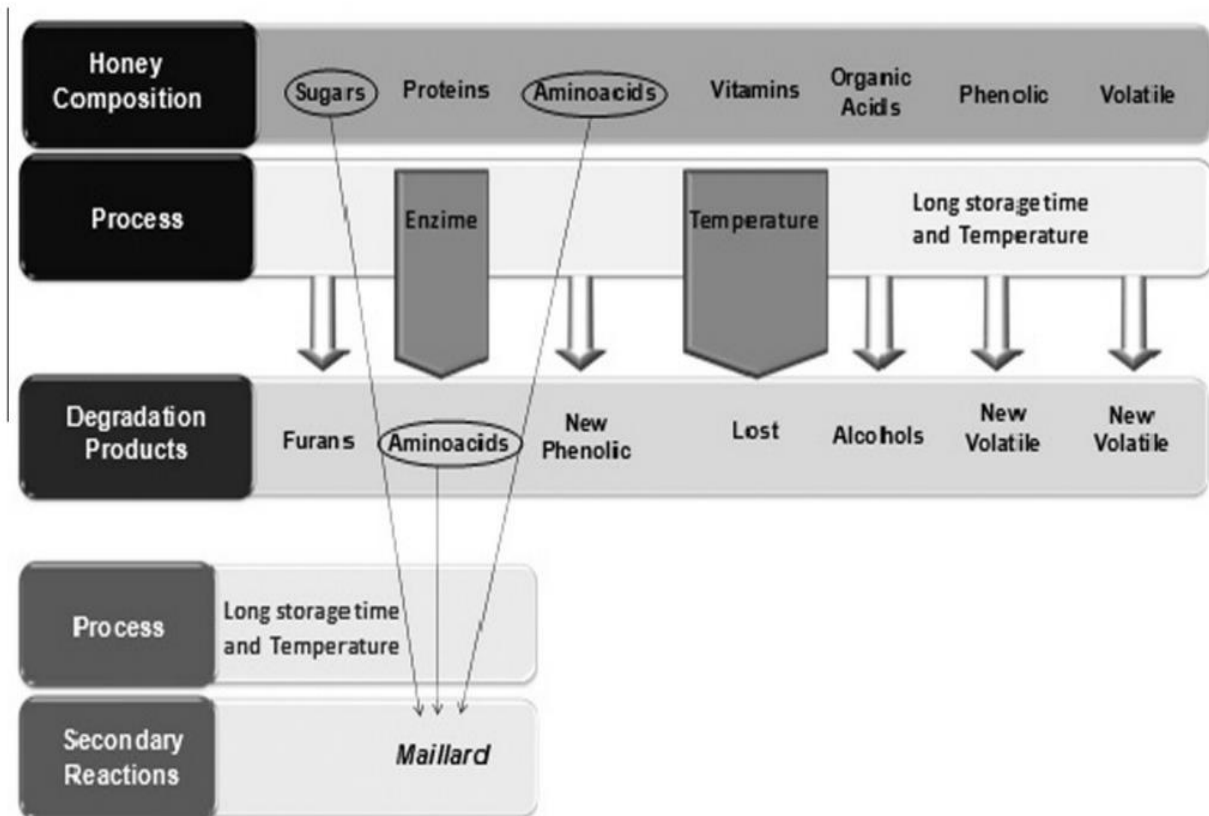 Honey
Composition
Sugars
Proteins
Aminoacids
Vitamins
Organic
Acids
Phenolic
Volatile
Process
Enzime
Temperature
Long storage time
and Temperature
Degradation
Products
Furans
Aminoacids
New
Phenolic
Lost
Alcohols
New
Volatile
New
Volatile
Process
Long storage time
and Temperature
Secondary
Reactions
Maillard